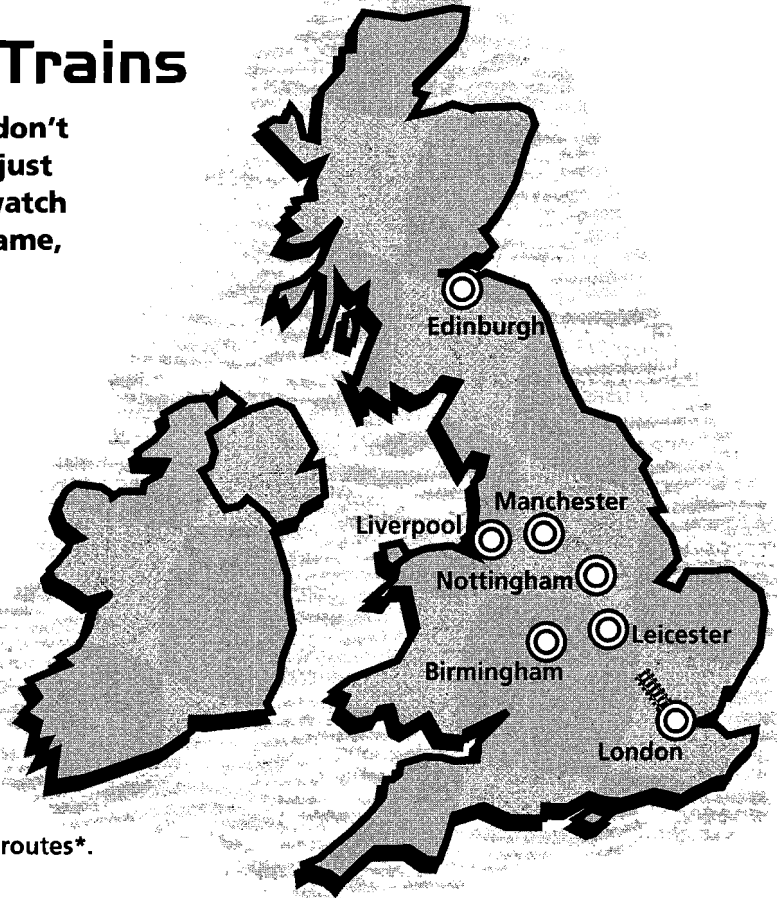 Trains
don't
just
watch
ame,
Edinburgh
Manchester
Liverpool
Nottingham
Leicester
Birmingham
London
routes*.